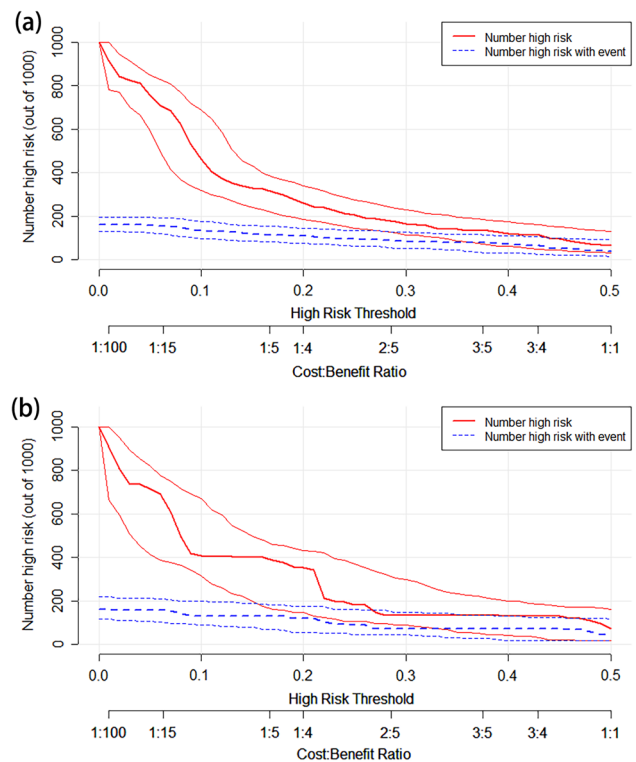 (a)
Number high risk
Number high risk with event
Number high risk (out of 1000)
1000
800
600
400
200
0
0.0 0.1 0.2 0.3 0.4 0.5
High Risk Threshold
1:100 1:15 1:5 1:4 2:5 3:5 3:4 1:1
Cost:Benefit Ratio
(b)
Number high risk
Number high risk with event
Number high risk (out of 1000)
1000
800
600
400
200
0
0.0 0.1 0.2 0.3 0.4 0.5
High Risk Threshold
1:100 1:15 1:5 1:4 2:5 3:5 3:4 1:1
Cost:Benefit Ratio